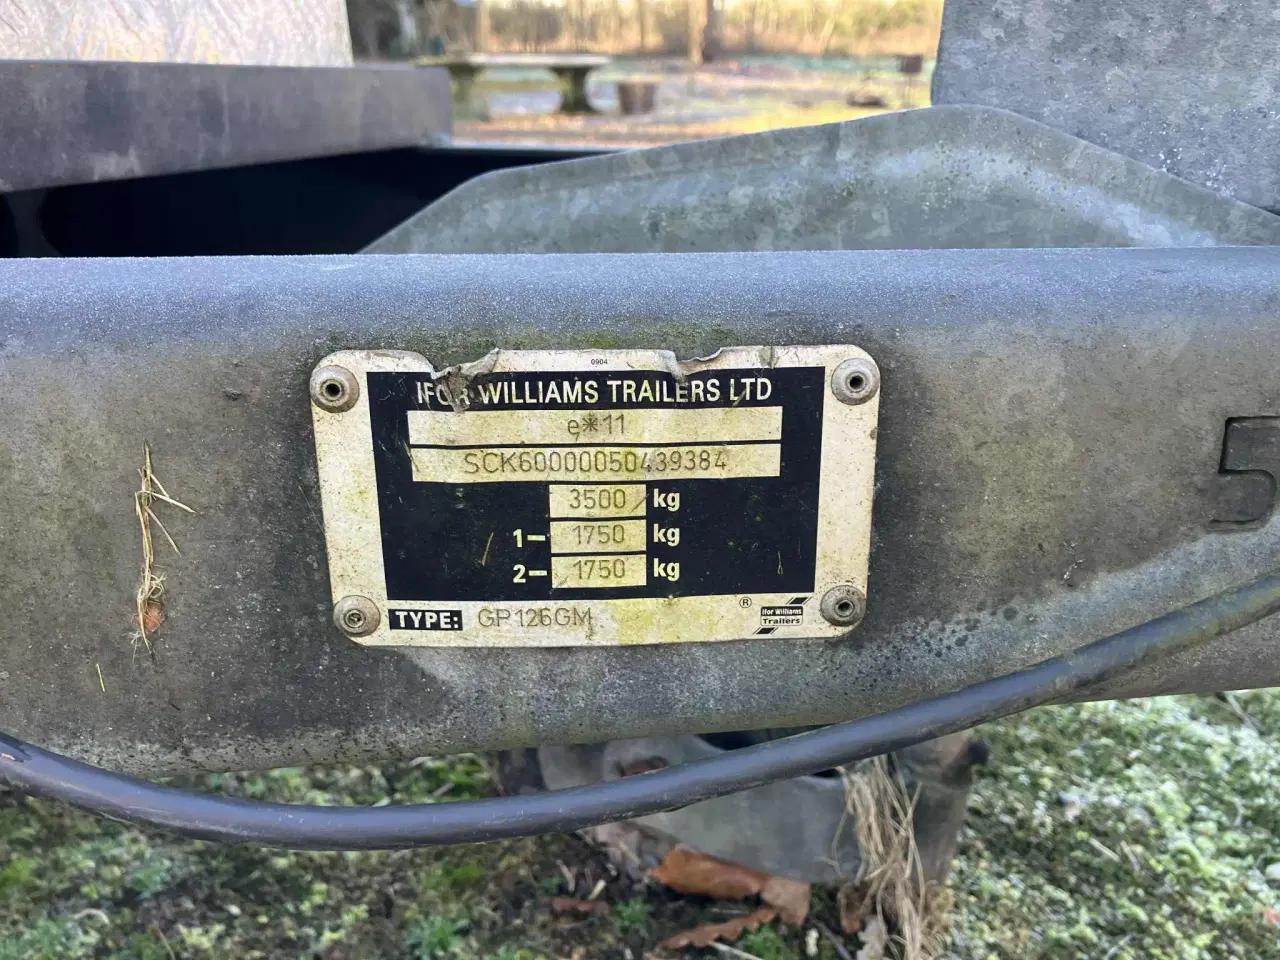 0904
IFOR WILLIAMS TRAILERS LTD
e*11
SCK60000050439384
3500 kg
1- 1750 kg
2- 1750 kg
TYPE: GP126GM
®
Ifor Williams
Trailers